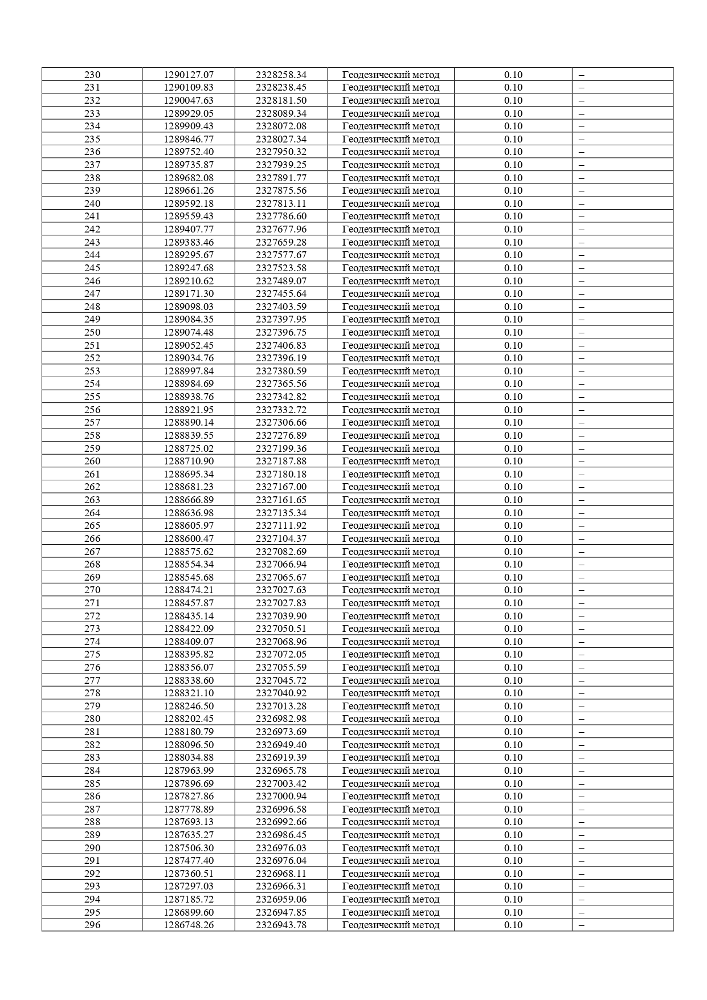 230 1290127.07 2328258.34 Геодезический метод 0.10 –
231 1290109.83 2328238.45 Геодезический метод 0.10 –
232 1290047.63 2328181.50 Геодезический метод 0.10 –
233 1289929.05 2328089.34 Геодезический метод 0.10 –
234 1289909.43 2328072.08 Геодезический метод 0.10 –
235 1289846.77 2328027.34 Геодезический метод 0.10 –
236 1289752.40 2327950.32 Геодезический метод 0.10 –
237 1289735.87 2327939.25 Геодезический метод 0.10 –
238 1289682.08 2327891.77 Геодезический метод 0.10 –
239 1289661.26 2327875.56 Геодезический метод 0.10 –
240 1289592.18 2327813.11 Геодезический метод 0.10 –
241 1289559.43 2327786.60 Геодезический метод 0.10 –
242 1289407.77 2327677.96 Геодезический метод 0.10 –
243 1289383.46 2327659.28 Геодезический метод 0.10 –
244 1289295.67 2327577.67 Геодезический метод 0.10 –
245 1289247.68 2327523.58 Геодезический метод 0.10 –
246 1289210.62 2327489.07 Геодезический метод 0.10 –
247 1289171.30 2327455.64 Геодезический метод 0.10 –
248 1289098.03 2327403.59 Геодезический метод 0.10 –
249 1289084.35 2327397.95 Геодезический метод 0.10 –
250 1289074.48 2327396.75 Геодезический метод 0.10 –
251 1289052.45 2327406.83 Геодезический метод 0.10 –
252 1289034.76 2327396.19 Геодезический метод 0.10 –
253 1288997.84 2327380.59 Геодезический метод 0.10 –
254 1288984.69 2327365.56 Геодезический метод 0.10 –
255 1288938.76 2327342.82 Геодезический метод 0.10 –
256 1288921.95 2327332.72 Геодезический метод 0.10 –
257 1288890.14 2327306.66 Геодезический метод 0.10 –
258 1288839.55 2327276.89 Геодезический метод 0.10 –
259 1288725.02 2327199.36 Геодезический метод 0.10 –
260 1288710.90 2327187.88 Геодезический метод 0.10 –
261 1288695.34 2327180.18 Геодезический метод 0.10 –
262 1288681.23 2327167.00 Геодезический метод 0.10 –
263 1288666.89 2327161.65 Геодезический метод 0.10 –
264 1288636.98 2327135.34 Геодезический метод 0.10 –
265 1288605.97 2327111.92 Геодезический метод 0.10 –
266 1288600.47 2327104.37 Геодезический метод 0.10 –
267 1288575.62 2327082.69 Геодезический метод 0.10 –
268 1288554.34 2327066.94 Геодезический метод 0.10 –
269 1288545.68 2327065.67 Геодезический метод 0.10 –
270 1288474.21 2327027.63 Геодезический метод 0.10 –
271 1288457.87 2327027.83 Геодезический метод 0.10 –
272 1288435.14 2327039.90 Геодезический метод 0.10 –
273 1288422.09 2327050.51 Геодезический метод 0.10 –
274 1288409.07 2327068.96 Геодезический метод 0.10 –
275 1288395.82 2327072.05 Геодезический метод 0.10 –
276 1288356.07 2327055.59 Геодезический метод 0.10 –
277 1288338.60 2327045.72 Геодезический метод 0.10 –
278 1288321.10 2327040.92 Геодезический метод 0.10 –
279 1288246.50 2327013.28 Геодезический метод 0.10 –
280 1288202.45 2326982.98 Геодезический метод 0.10 –
281 1288180.79 2326973.69 Геодезический метод 0.10 –
282 1288096.50 2326949.40 Геодезический метод 0.10 –
283 1288034.88 2326919.39 Геодезический метод 0.10 –
284 1287963.99 2326965.78 Геодезический метод 0.10 –
285 1287896.69 2327003.42 Геодезический метод 0.10 –
286 1287827.86 2327000.94 Геодезический метод 0.10 –
287 1287778.89 2326996.58 Геодезический метод 0.10 –
288 1287693.13 2326992.66 Геодезический метод 0.10 –
289 1287635.27 2326986.45 Геодезический метод 0.10 –
290 1287506.30 2326976.03 Геодезический метод 0.10 –
291 1287477.40 2326976.04 Геодезический метод 0.10 –
292 1287360.51 2326968.11 Геодезический метод 0.10 –
293 1287297.03 2326966.31 Геодезический метод 0.10 –
294 1287185.72 2326959.06 Геодезический метод 0.10 –
295 1286899.60 2326947.85 Геодезический метод 0.10 –
296 1286748.26 2326943.78 Геодезический метод 0.10 –